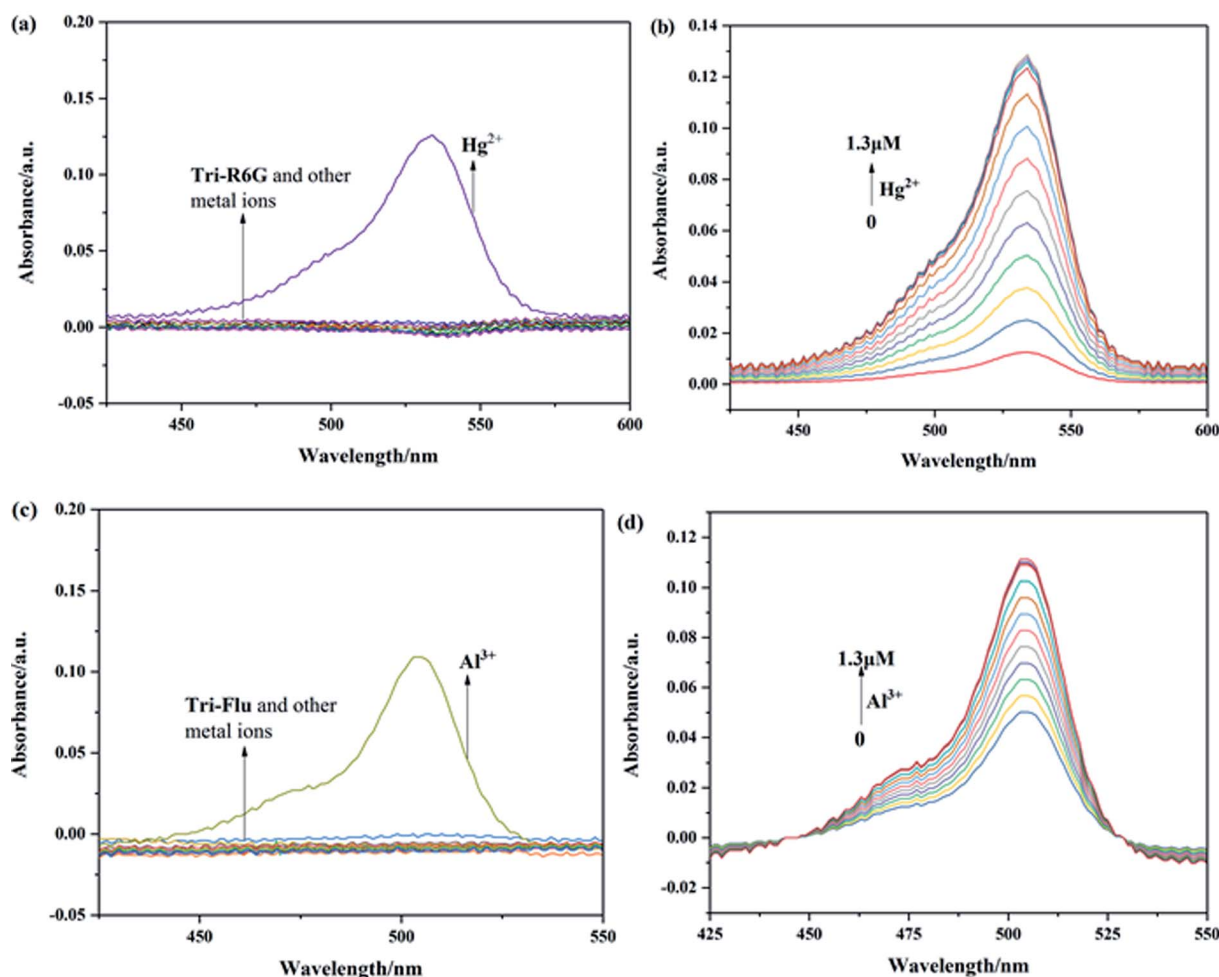 (a)
0.20
0.15
0.10
0.05
0.00
-0.05
Absorbance/a.u.
Hg²⁺
Tri-R6G and other
metal ions
450 500 550 600
Wavelength/nm
(b)
0.14
0.12
0.10
0.08
0.06
0.04
0.02
0.00
Absorbance/a.u.
1.3μM
Hg²⁺
0
450 500 550 600
Wavelength/nm
(c)
0.20
0.15
0.10
0.05
0.00
-0.05
Absorbance/a.u.
Al³⁺
Tri-Flu and other
metal ions
450 500 550
Wavelength/nm
(d)
0.12
0.10
0.08
0.06
0.04
0.02
0.00
-0.02
Absorbance/a.u.
1.3μM
Al³⁺
0
425 450 475 500 525 550
Wavelength/nm